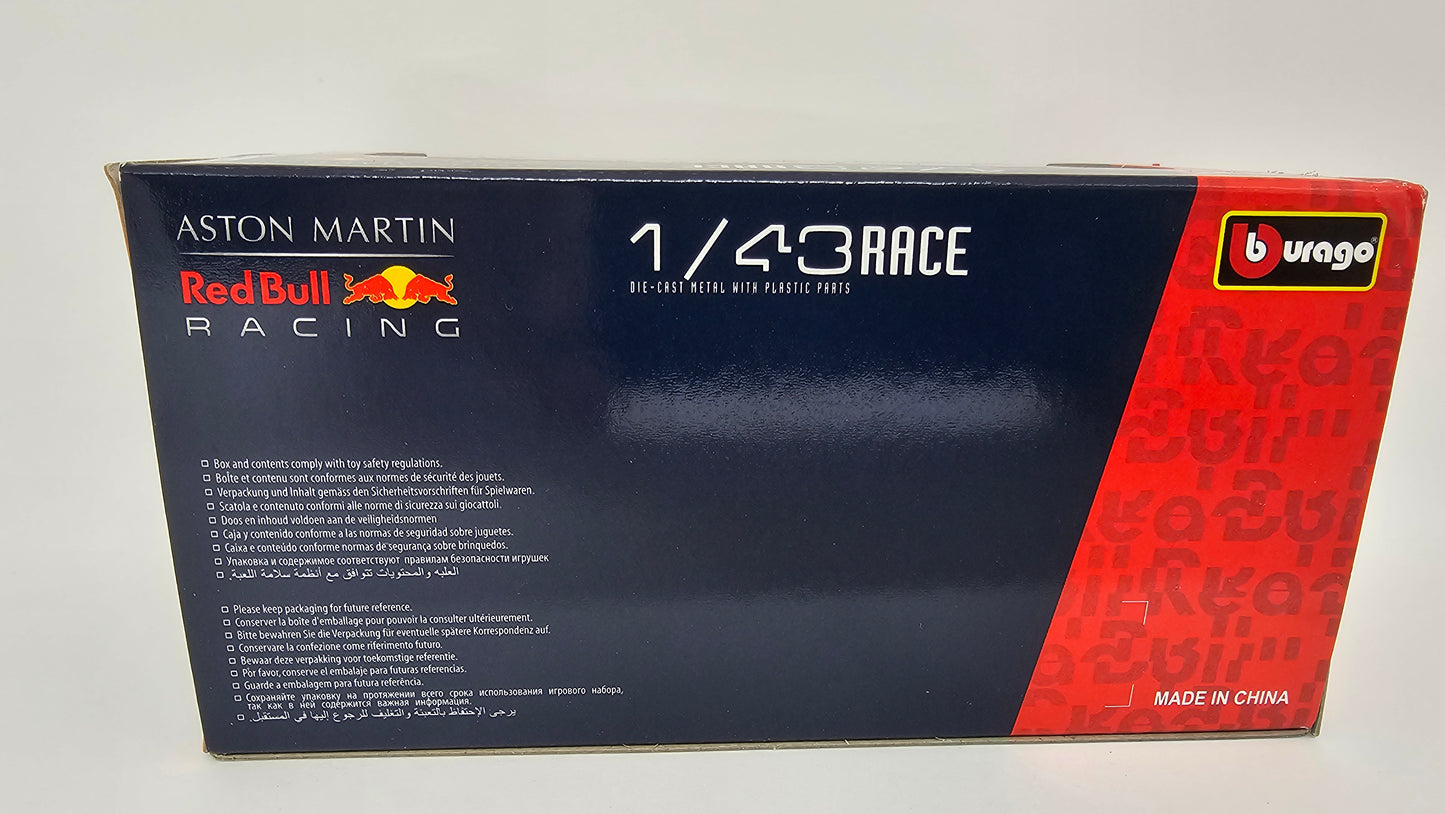 ASTON MARTIN
Red Bull
RACING
1/43 RACE
DIE-CAST METAL WITH PLASTIC PARTS
burago®
□ Box and contents comply with toy safety regulations.
□ Boîte et contenu sont conformes aux normes de sécurité des jouets.
□ Verpackung und Inhalt gemäss den Sicherheitsvorschriften für Spielwaren.
□ Scatola e contenuto conformi alle norme di sicurezza sui giocattoli.
□ Doos en inhoud voldoen aan de veiligheidsnormen
□ Caja y contenido conforme a las normas de seguridad sobre juguetes.
□ Caixa e conteúdo conforme normas de segurança sobre brinquedos.
□ Упаковка и содержимое соответствуют правилам безопасности игрушек
□ العلبه والمحتويات تتوافق مع أنظمة سلامة اللعبة.
□ Please keep packaging for future reference.
□ Conserver la boîte d'emballage pour pouvoir la consulter ultérieurement.
□ Bitte bewahren Sie die Verpackung für eventuelle spätere Korrespondenz auf.
□ Conservare la confezione come riferimento futuro.
□ Bewaar deze verpakking voor toekomstige referentie.
□ Por favor, conserve el embalaje para futuras referencias.
□ Guarde a embalagem para futura referência.
□ Сохраняйте упаковку на протяжении всего срока использования игрового набора,
так как в ней содержится важная информация.
□ يرجى الإحتفاظ بالتعبئة والتغليف للرجوع إليها في المستقبل.
MADE IN CHINA